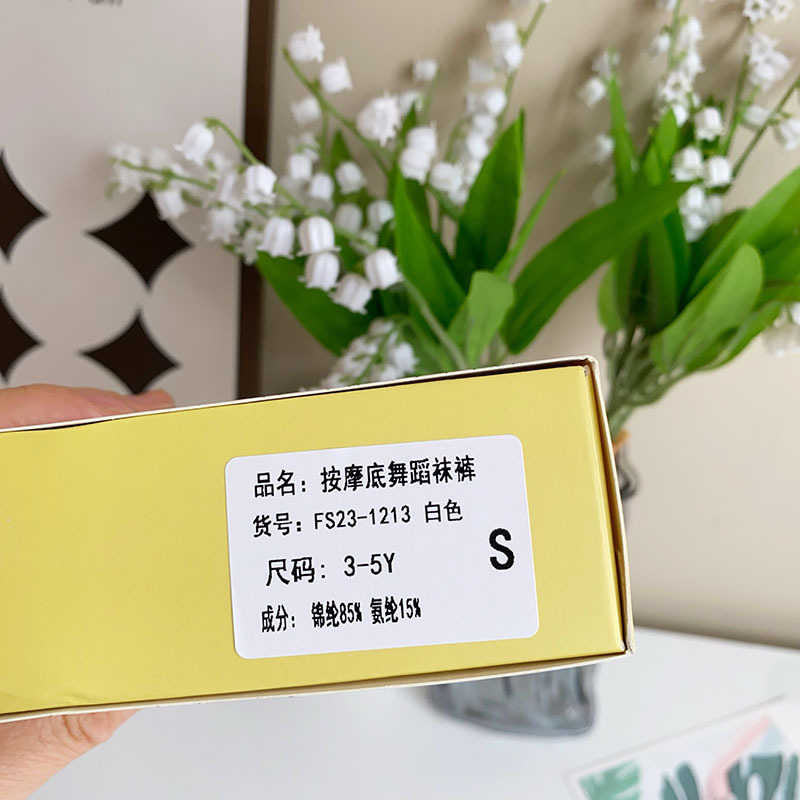 品名：按摩底舞蹈袜裤
货号：FS23-1213 白色
尺码：3-5Y
S
成分： 锦纶85% 氨纶15%